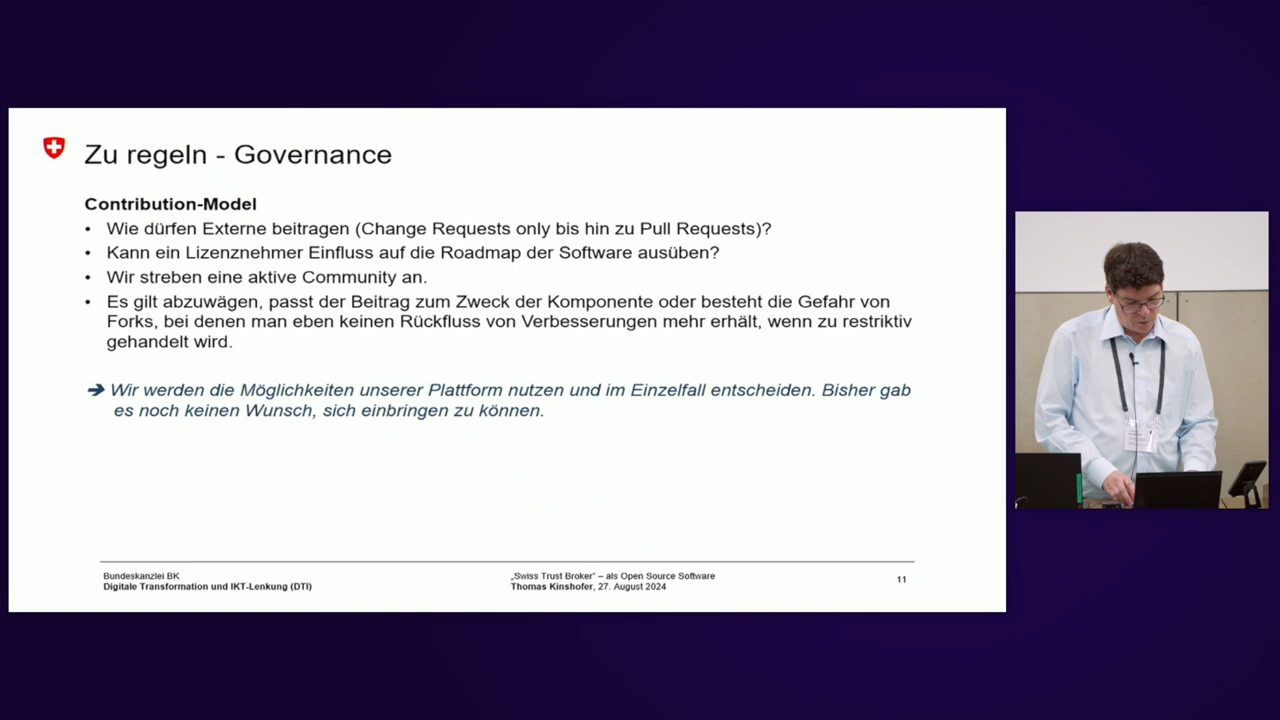 Zu regeln - Governance
Contribution-Model
• Wie dürfen Externe beitragen (Change Requests only bis hin zu Pull Requests)?
• Kann ein Lizenznehmer Einfluss auf die Roadmap der Software ausüben?
• Wir streben eine aktive Community an.
• Es gilt abzuwägen, passt der Beitrag zum Zweck der Komponente oder besteht die Gefahr von
Forks, bei denen man eben keinen Rückfluss von Verbesserungen mehr erhält, wenn zu restriktiv
gehandelt wird.
➔ Wir werden die Möglichkeiten unserer Plattform nutzen und im Einzelfall entscheiden. Bisher gab
es noch keinen Wunsch, sich einbringen zu können.
Bundeskanzlei BK
Digitale Transformation und IKT-Lenkung (DTI)
„Swiss Trust Broker" – als Open Source Software
Thomas Kinshofer, 27. August 2024
11